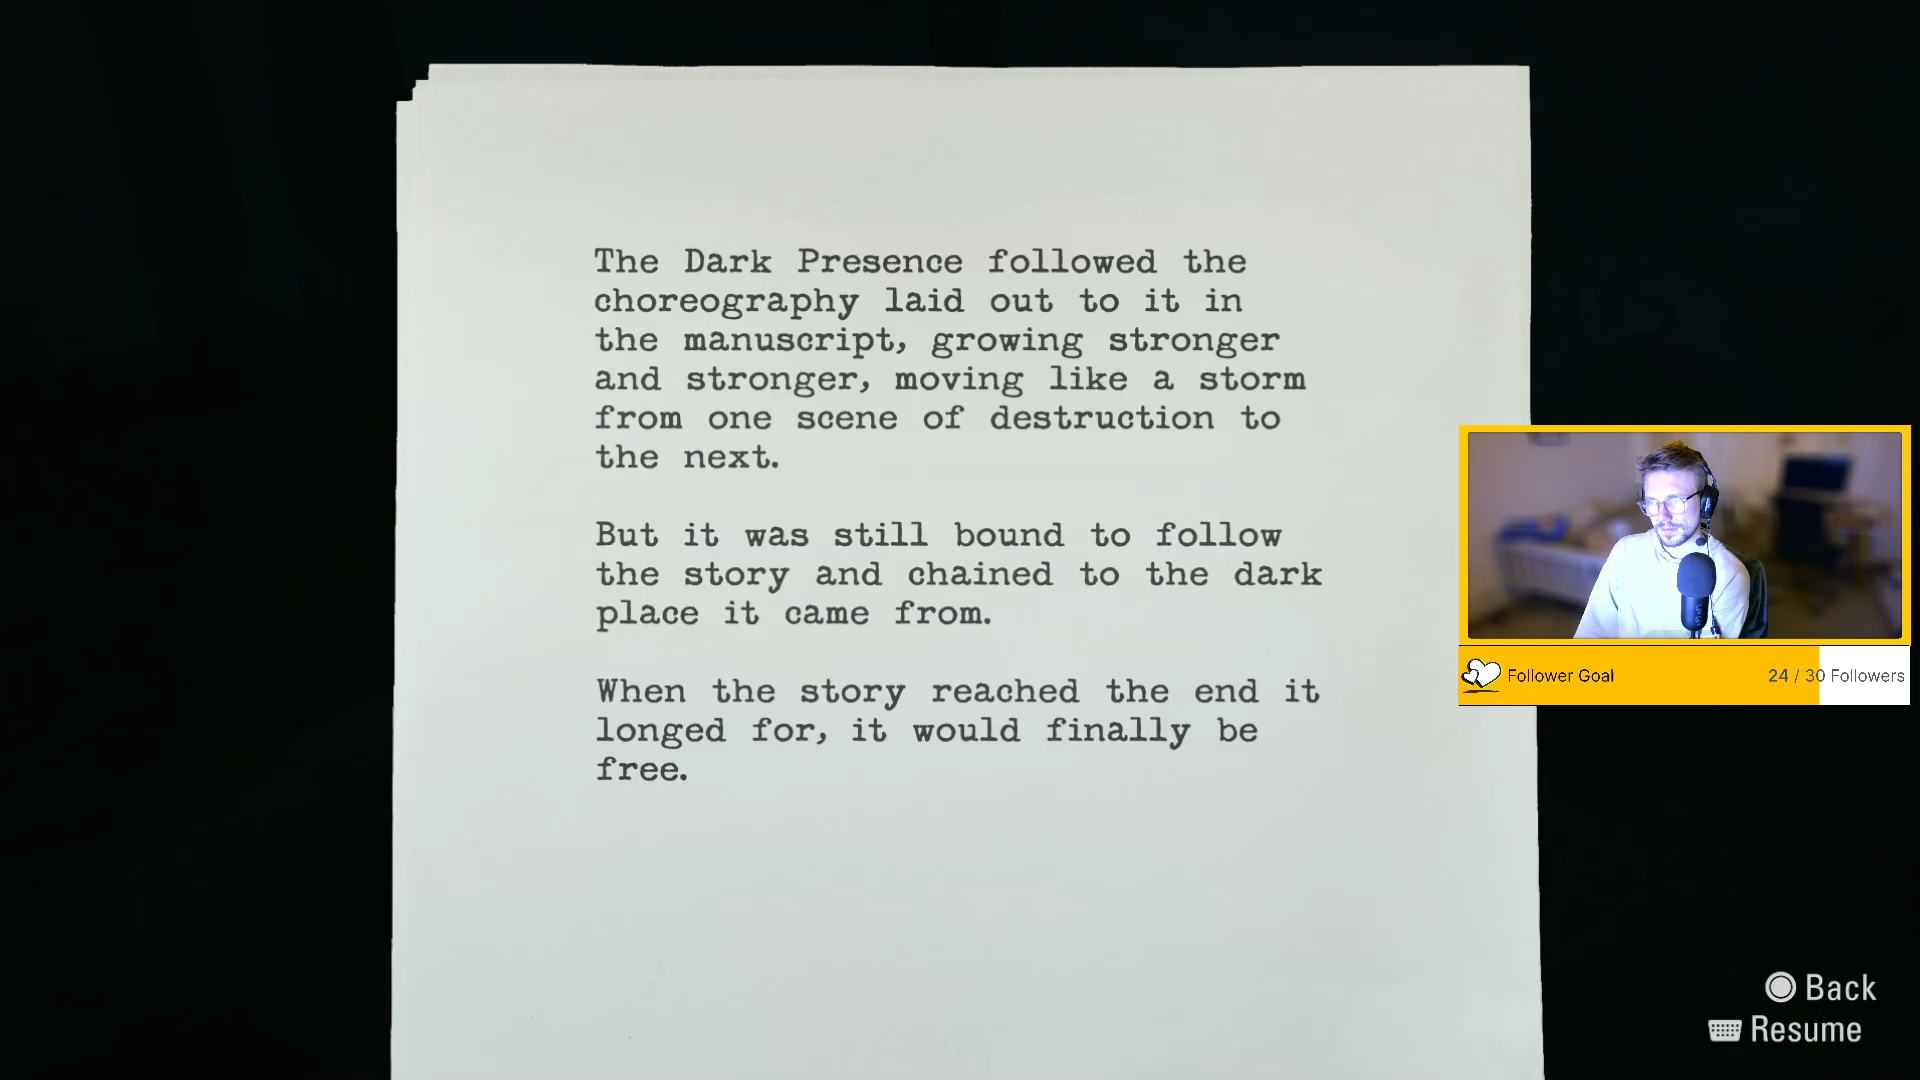 The Dark Presence followed the
choreography laid out to it in
the manuscript, growing stronger
and stronger, moving like a storm
from one scene of destruction to
the next.
But it was still bound to follow
the story and chained to the dark
place it came from.
When the story reached the end it
longed for, it would finally be
free.
Follower Goal
24 / 30 Followers
Back
Resume